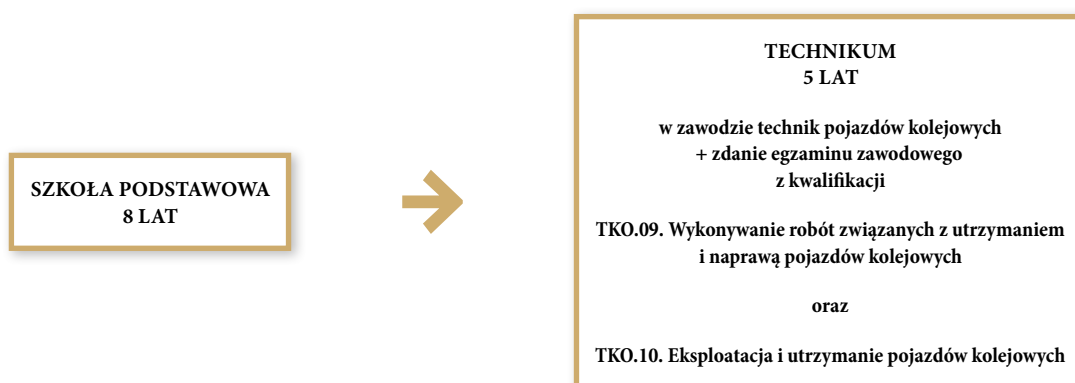 SZKOŁA PODSTAWOWA
8 LAT
TECHNIKUM
5 LAT
w zawodzie technik pojazdów kolejowych
+ zdanie egzaminu zawodowego
z kwalifikacji
TKO.09. Wykonywanie robót związanych z utrzymaniem
i naprawą pojazdów kolejowych
oraz
TKO.10. Eksploatacja i utrzymanie pojazdów kolejowych